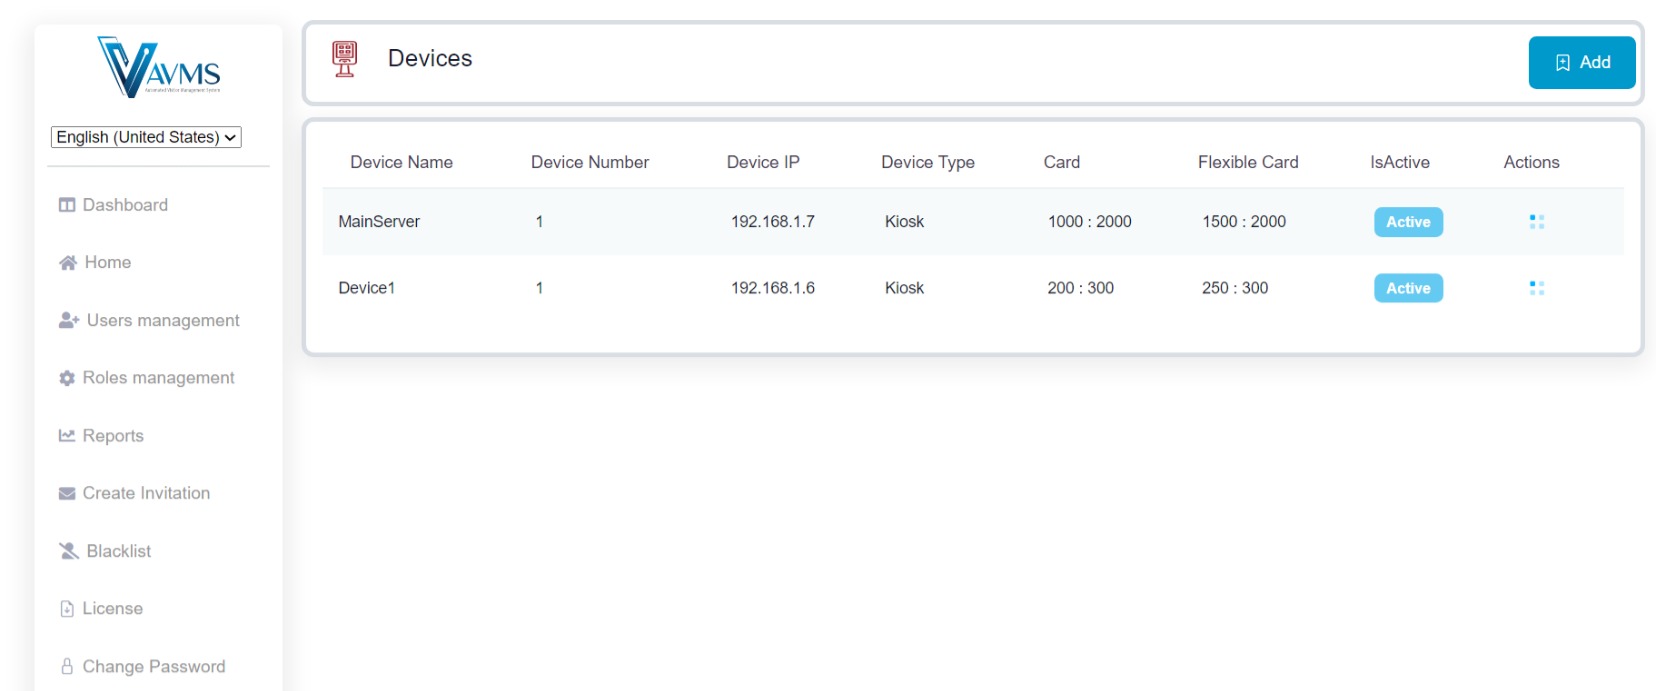 VAVMS
Automated Visitor Management System
English (United States)
Dashboard
Home
Users management
Roles management
Reports
Create Invitation
Blacklist
License
Change Password
Devices
Add
Device Name Device Number Device IP Device Type Card Flexible Card IsActive Actions
MainServer 1 192.168.1.7 Kiosk 1000 : 2000 1500 : 2000 Active
Device1 1 192.168.1.6 Kiosk 200 : 300 250 : 300 Active